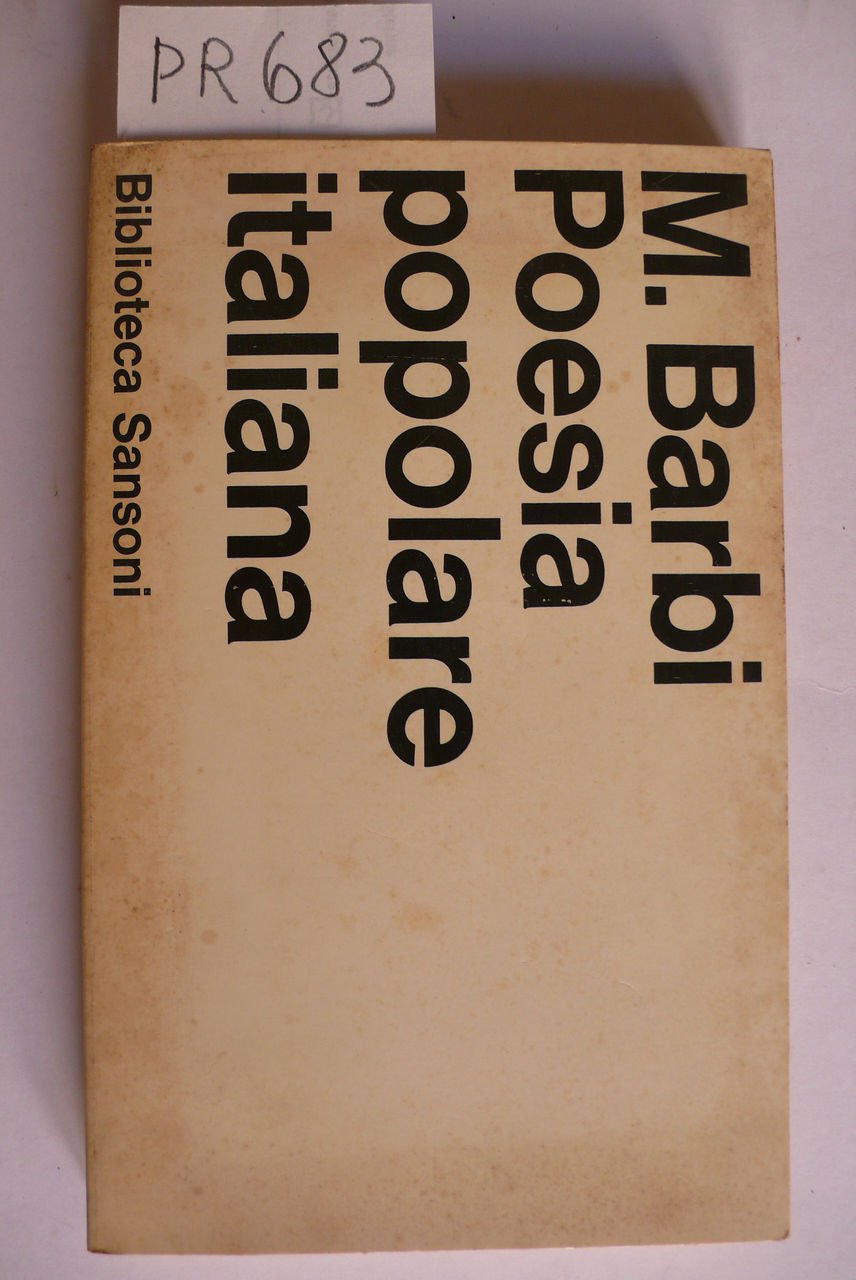 PR683
M. Barbi
Poesia
popolare
italiana
Biblioteca Sansoni